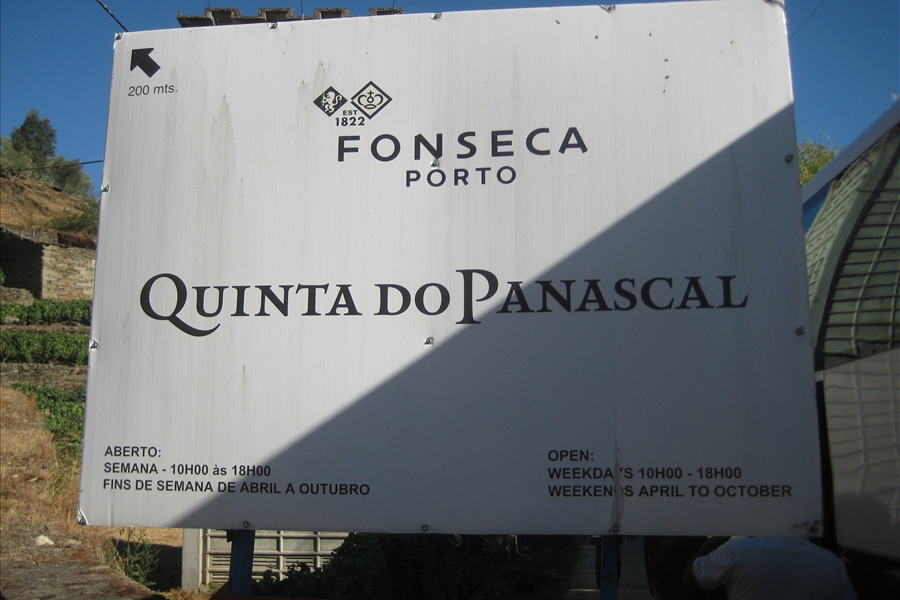 200 mts.
EST
1822
FONSECA
PORTO
QUINTA DO PANASCAL
ABERTO:
SEMANA - 10H00 às 18H00
FINS DE SEMANA DE ABRIL A OUTUBRO
OPEN:
WEEKDAYS 10H00 - 18H00
WEEKENDS APRIL TO OCTOBER